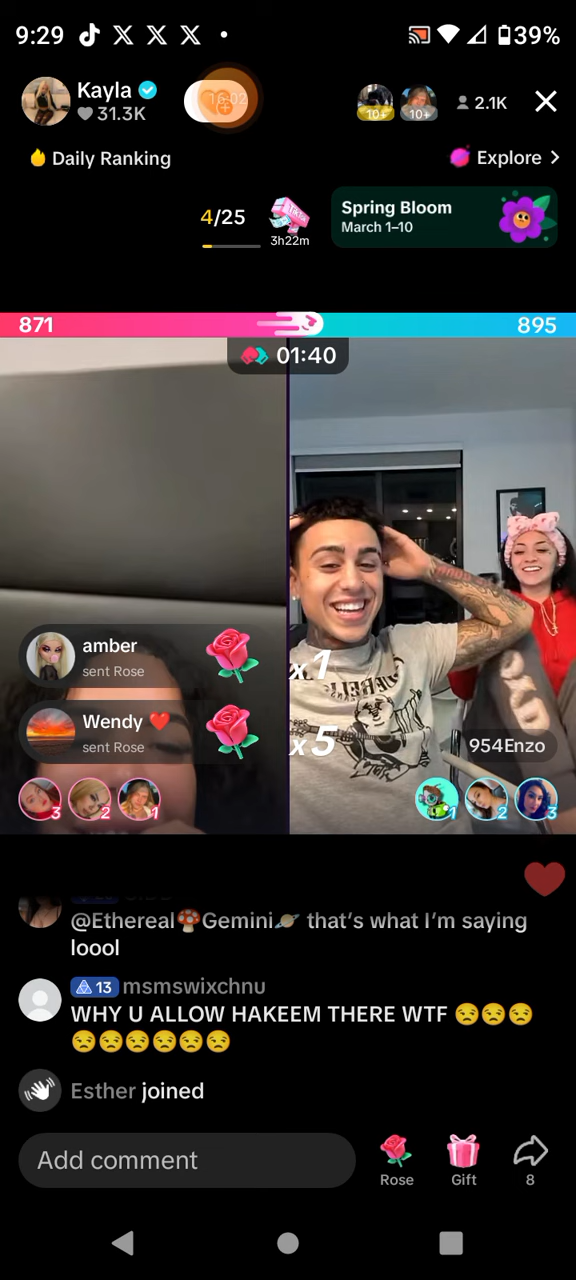 9:29
39%
Kayla
31.3K
16:02
10+
10+
2.1K
Daily Ranking
Explore
4/25
3h22m
Spring Bloom
March 1–10
871
895
01:40
amber
sent Rose
x1
Wendy ❤️
sent Rose
x5
954Enzo
3
2
1
1
2
3
@Ethereal🍄Gemini🪐 that's what I'm saying
loool
13 msmswixchnu
WHY U ALLOW HAKEEM THERE WTF 😒😒😒
😒😒😒😒😒😒
Esther joined
Add comment
Rose
Gift
8